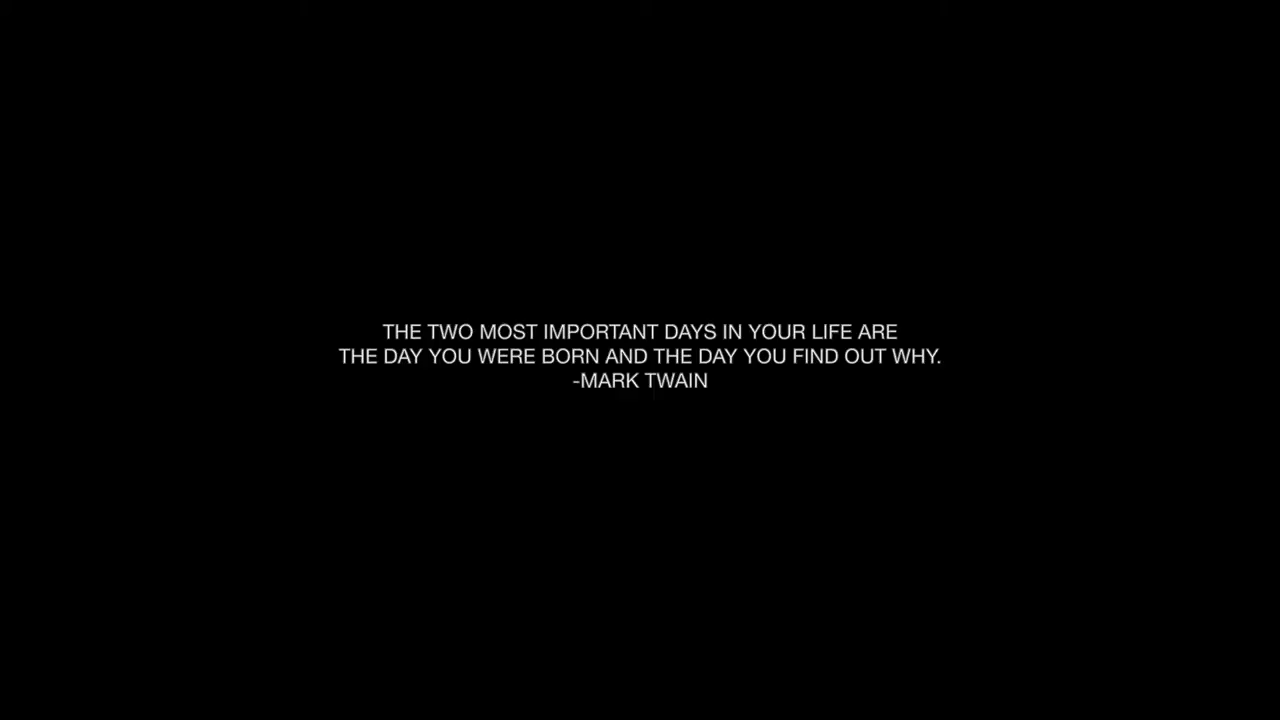 THE TWO MOST IMPORTANT DAYS IN YOUR LIFE ARE
THE DAY YOU WERE BORN AND THE DAY YOU FIND OUT WHY.
-MARK TWAIN